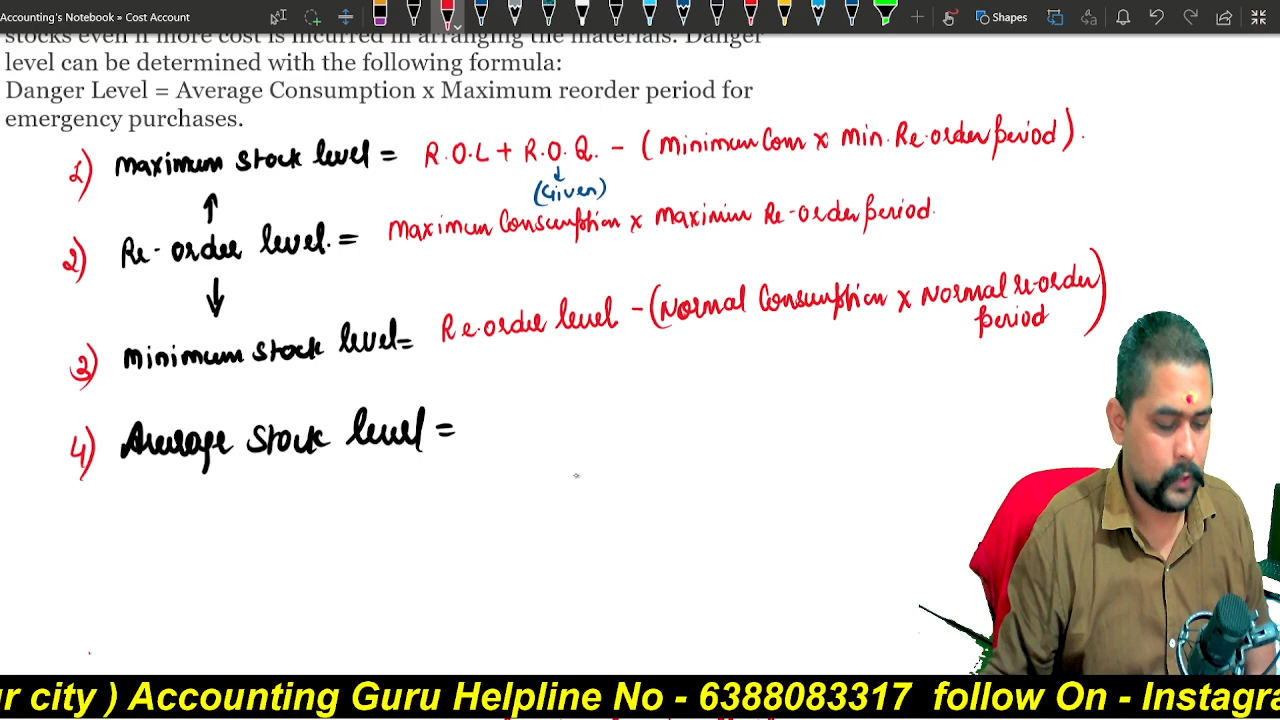 Accounting's Notebook » Cost Account
Shapes
stocks even if more cost is incurred in arranging the materials. Danger
level can be determined with the following formula:
Danger Level = Average Consumption x Maximum reorder period for
emergency purchases.
1) Maximum Stock level = R.O.L + R.O.Q. - (Minimum Con x Min. Re-order period).
(Given)
2) Re-order level. = Maximum Consumption x Maximum Re-order period.
3) Minimum Stock level = Re-order level - (Normal Consumption x Normal re-order
period)
4) Average Stock level =
ur city ) Accounting Guru Helpline No - 6388083317 follow On - Instagra